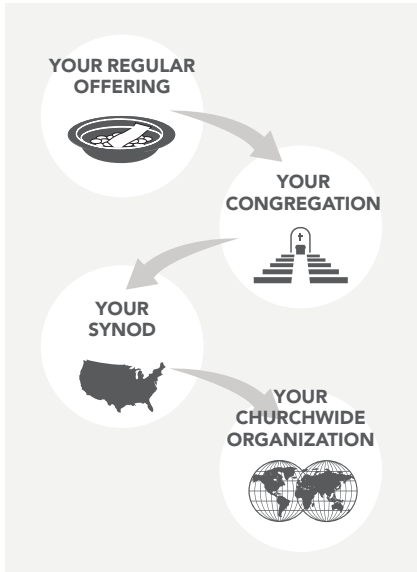 YOUR REGULAR
OFFERING
YOUR
CONGREGATION
YOUR
SYNOD
YOUR
CHURCHWIDE
ORGANIZATION